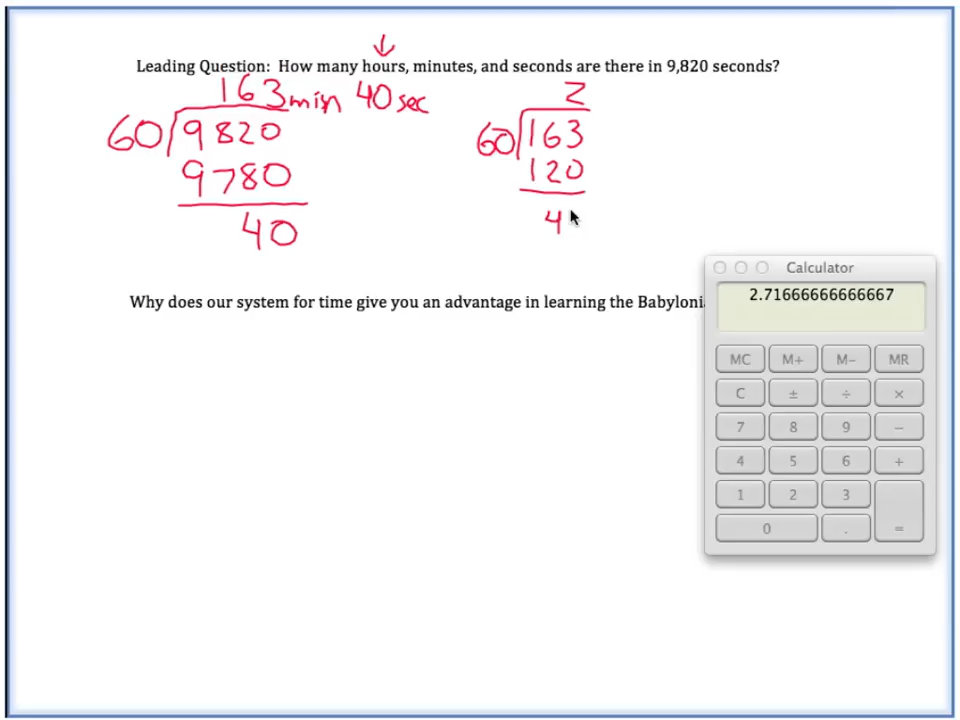 Leading Question: How many hours, minutes, and seconds are there in 9,820 seconds?
163 min 40 sec
60 9820
9780
40
2
60 163
120
4
Why does our system for time give you an advantage in learning the
Calculator
2.71666666666667
MC M+ M− MR
C ± ÷ ×
7 8 9 −
4 5 6 +
1 2 3
0 . =